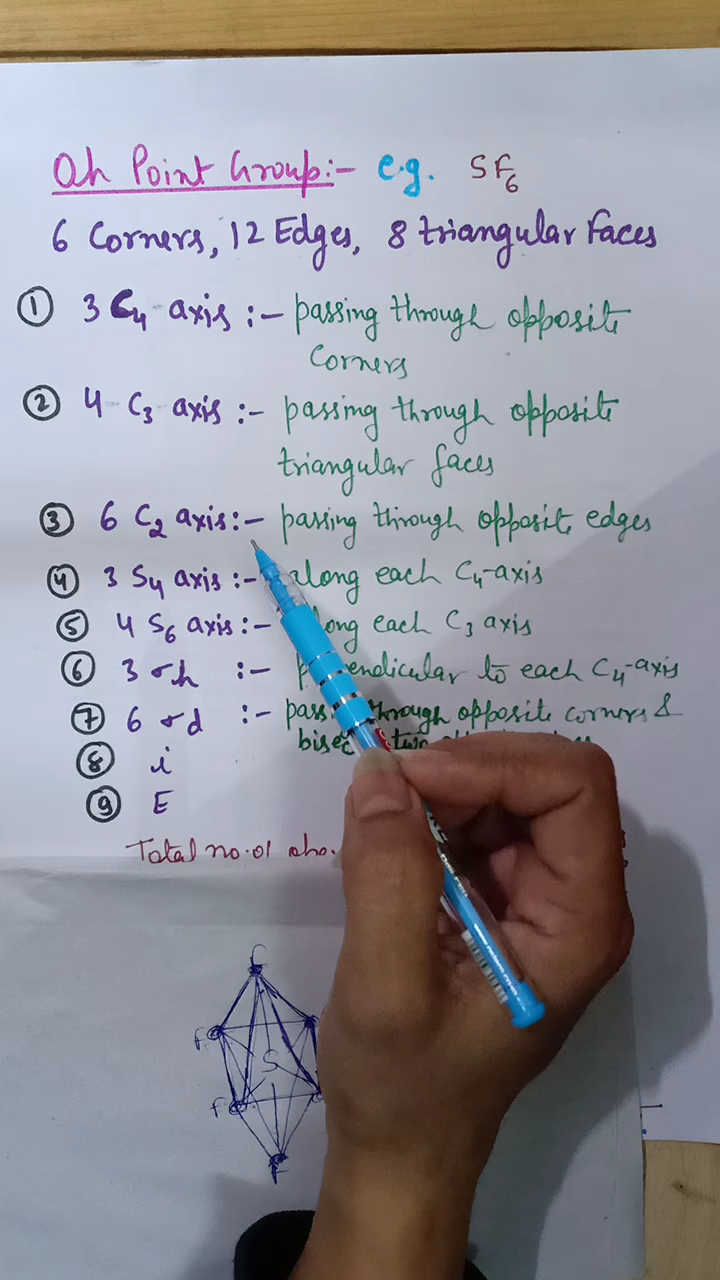 Oh Point Group:- e.g. SF6
6 Corners, 12 Edges, 8 triangular faces
① 3 C4 axis :- passing through opposite
corners
② 4 C3 axis :- passing through opposite
triangular faces
③ 6 C2 axis:- passing through opposite edges
④ 3 S4 axis :- along each C4-axis
⑤ 4 S6 axis:- along each C3 axis
⑥ 3 σh :- perpendicular to each C4-axis
⑦ 6 σd :- pass through opposite corners &
⑧ i
⑨ E
Total no. of
F
S
F
F